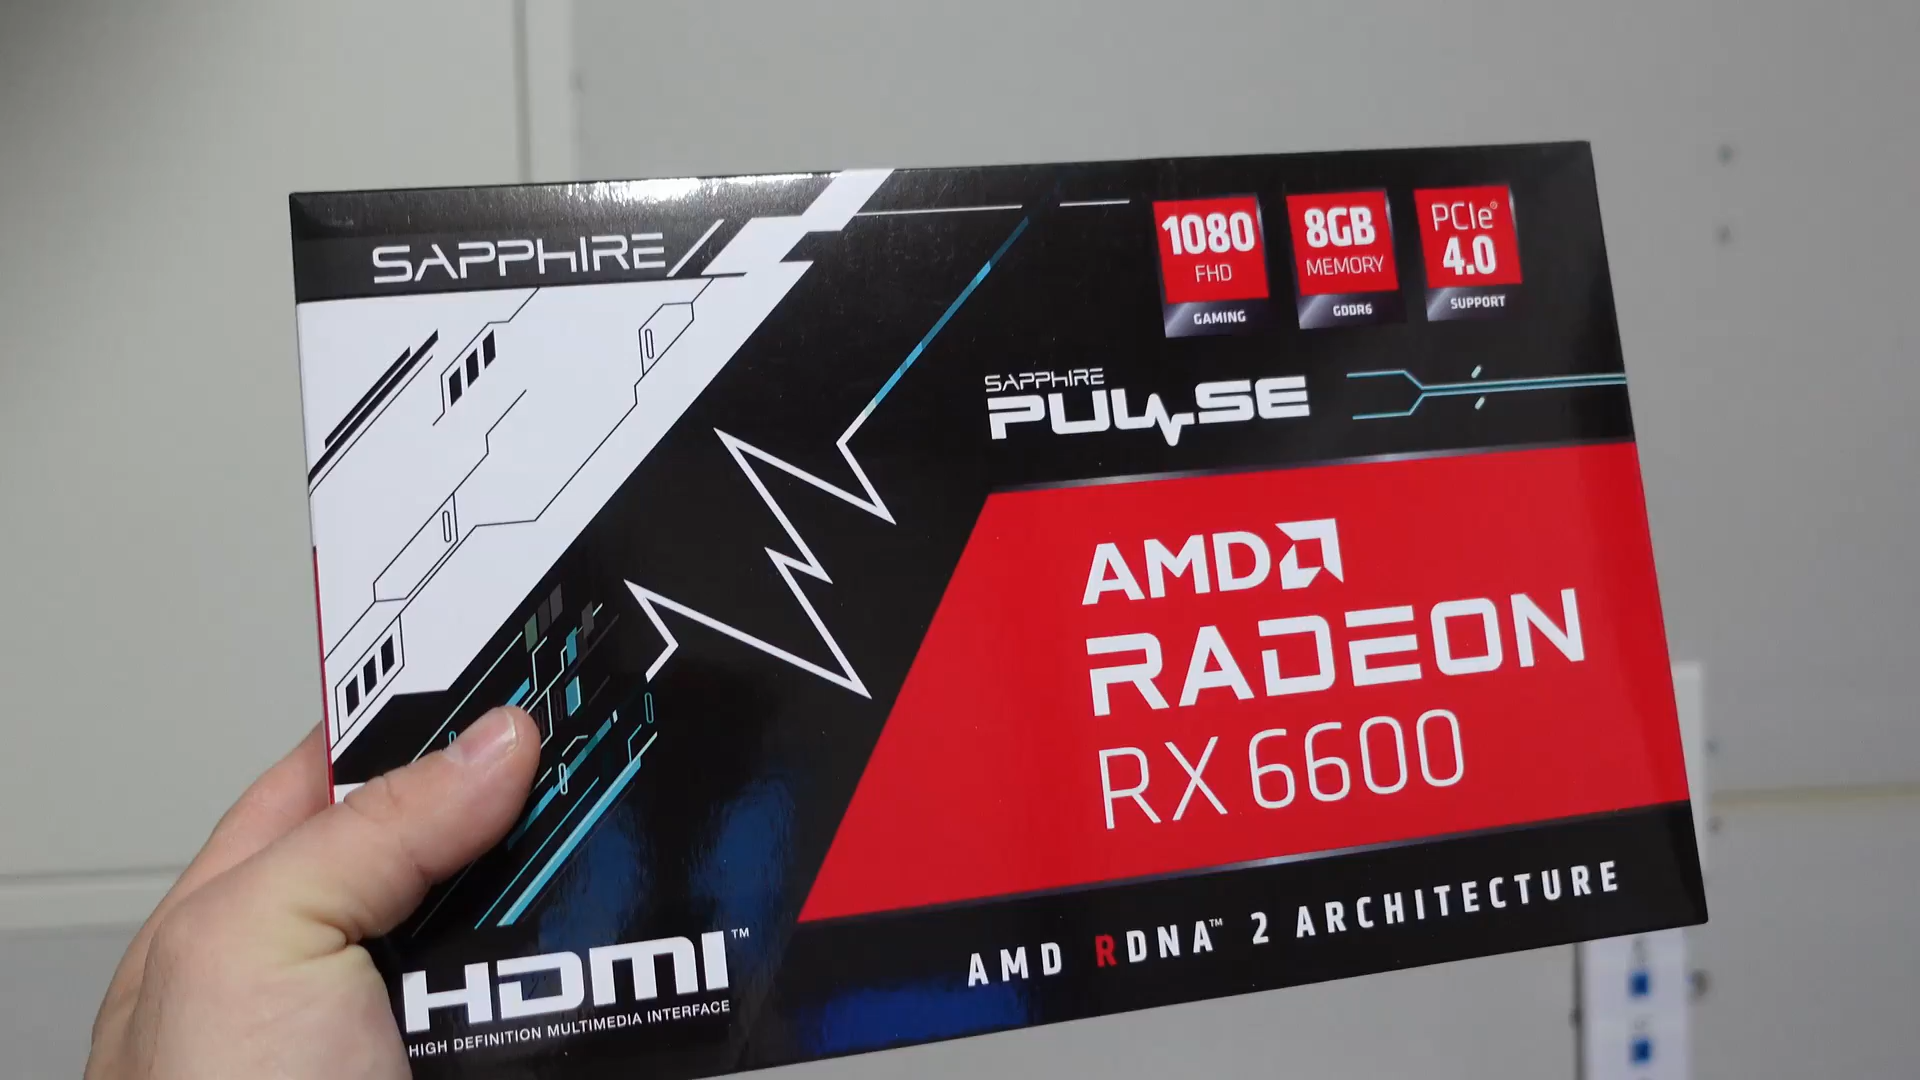 SAPPHIRE
1080
FHD
GAMING
8GB
MEMORY
GDDR6
PCIe®
4.0
SUPPORT
SAPPHIRE
PULSE
AMD
RADEON
RX 6600
AMD RDNA™ 2 ARCHITECTURE
HDMI™
HIGH DEFINITION MULTIMEDIA INTERFACE